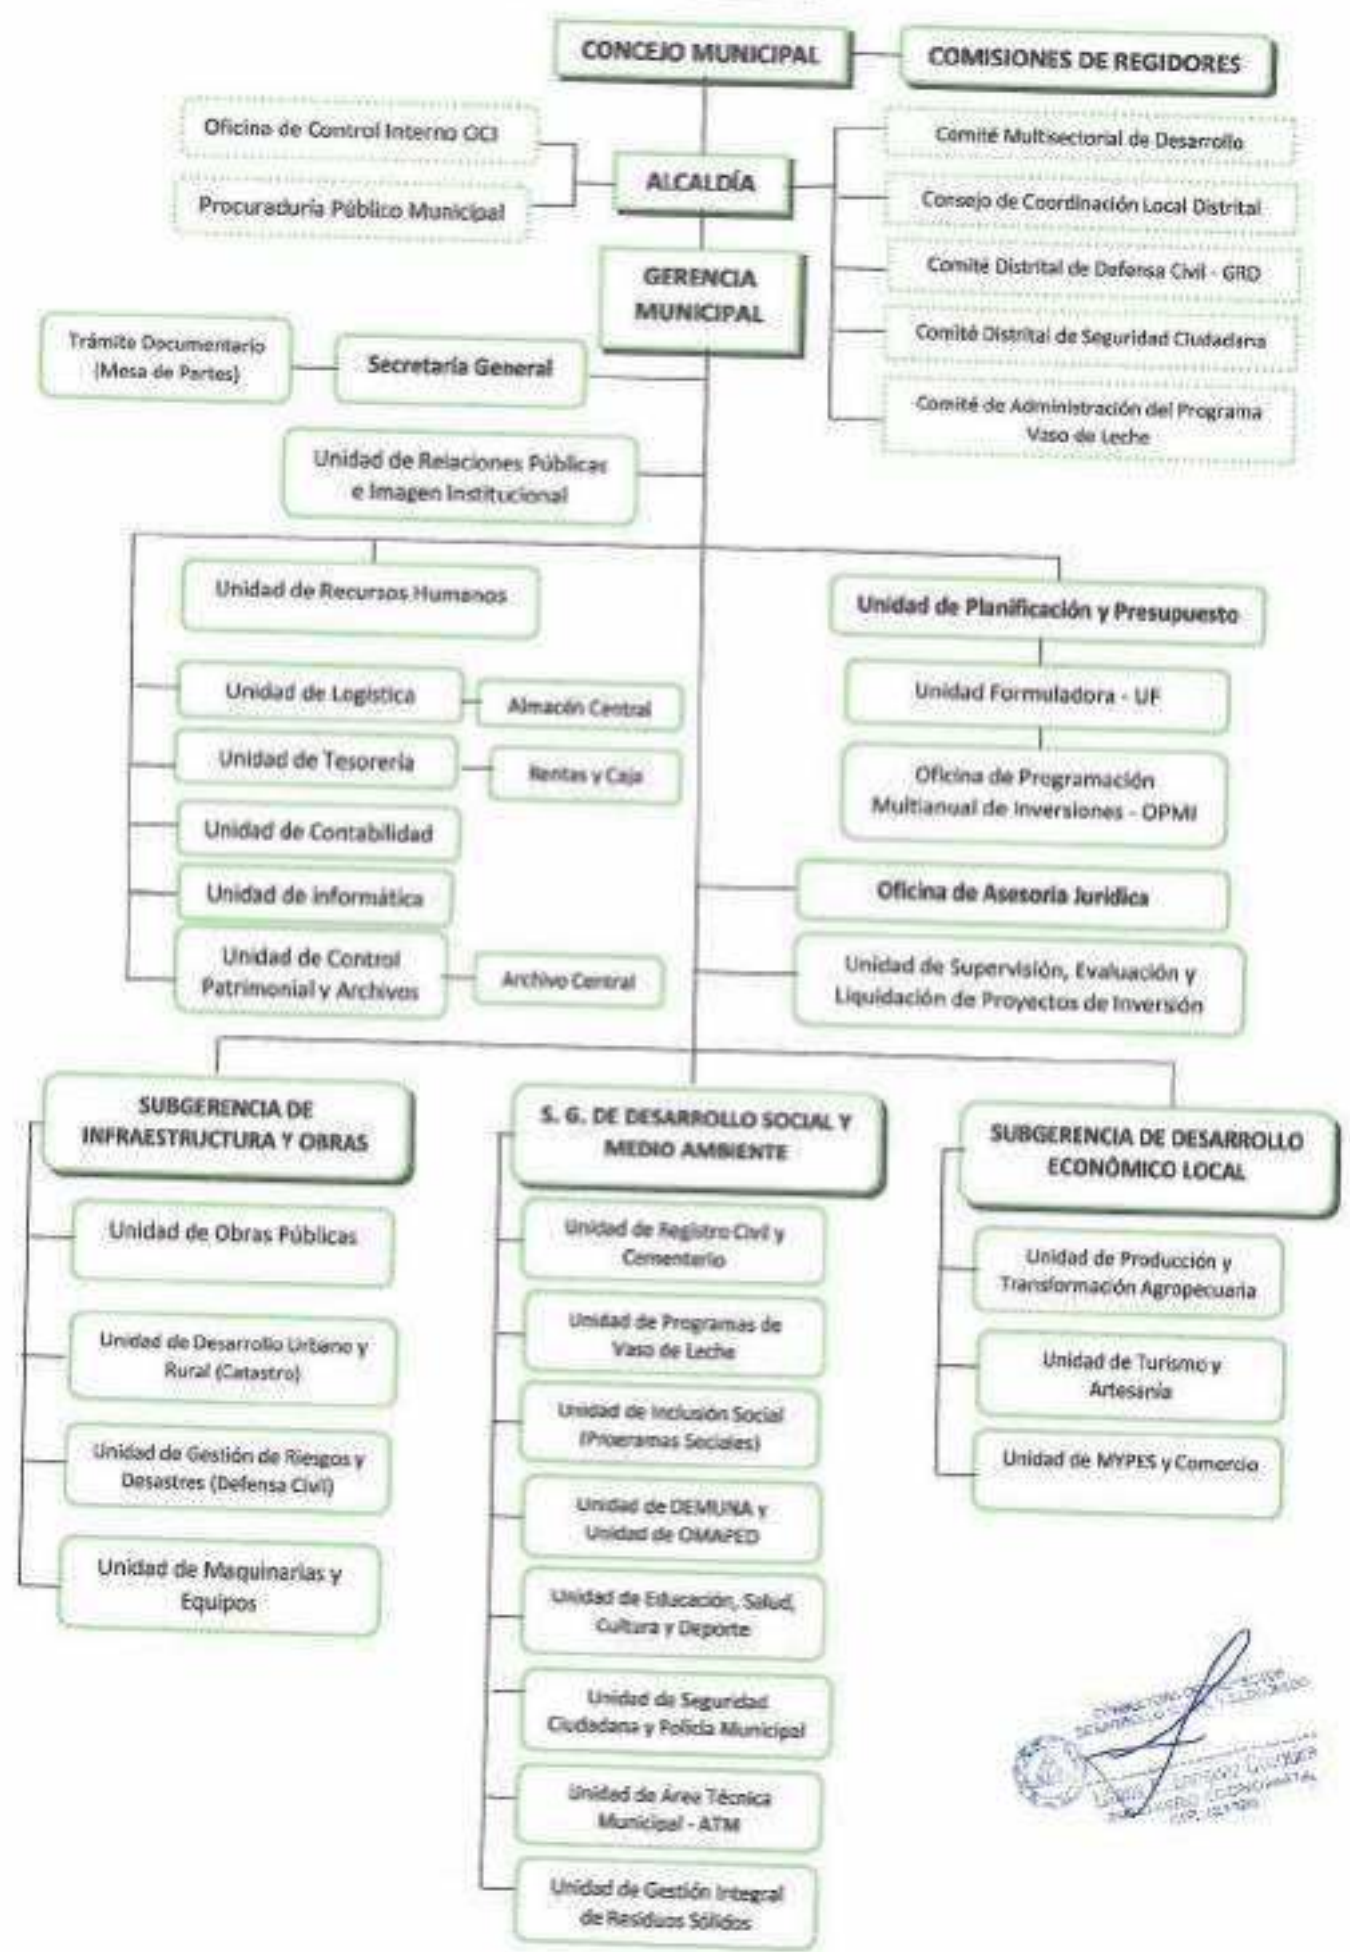 CONCEJO MUNICIPAL
COMISIONES DE REGIDORES
Oficina de Control Interno OCI
Procuraduría Público Municipal
ALCALDÍA
Comité Multisectorial de Desarrollo
Consejo de Coordinación Local Distrital
Comité Distrital de Defensa Civil - GRD
Comité Distrital de Seguridad Ciudadana
Comité de Administración del Programa
Vaso de Leche
GERENCIA
MUNICIPAL
Trámite Documentario
(Mesa de Partes)
Secretaría General
Unidad de Relaciones Públicas
e Imagen Institucional
Unidad de Recursos Humanos
Unidad de Logística
Almacén Central
Unidad de Tesorería
Rentas y Caja
Unidad de Contabilidad
Unidad de informática
Unidad de Control
Patrimonial y Archivos
Archivo Central
Unidad de Planificación y Presupuesto
Unidad Formuladora - UF
Oficina de Programación
Multianual de Inversiones - OPMI
Oficina de Asesoría Jurídica
Unidad de Supervisión, Evaluación y
Liquidación de Proyectos de Inversión
SUBGERENCIA DE
INFRAESTRUCTURA Y OBRAS
Unidad de Obras Públicas
Unidad de Desarrollo Urbano y
Rural (Catastro)
Unidad de Gestión de Riesgos y
Desastres (Defensa Civil)
Unidad de Maquinarias y
Equipos
S. G. DE DESARROLLO SOCIAL Y
MEDIO AMBIENTE
Unidad de Registro Civil y
Cementerio
Unidad de Programas de
Vaso de Leche
Unidad de Inclusión Social
(Programas Sociales)
Unidad de DEMUNA y
Unidad de OMAPED
Unidad de Educación, Salud,
Cultura y Deporte
Unidad de Seguridad
Ciudadana y Policía Municipal
Unidad de Área Técnica
Municipal - ATM
Unidad de Gestión Integral
de Residuos Sólidos
SUBGERENCIA DE DESARROLLO
ECONÓMICO LOCAL
Unidad de Producción y
Transformación Agropecuaria
Unidad de Turismo y
Artesanía
Unidad de MYPES y Comercio